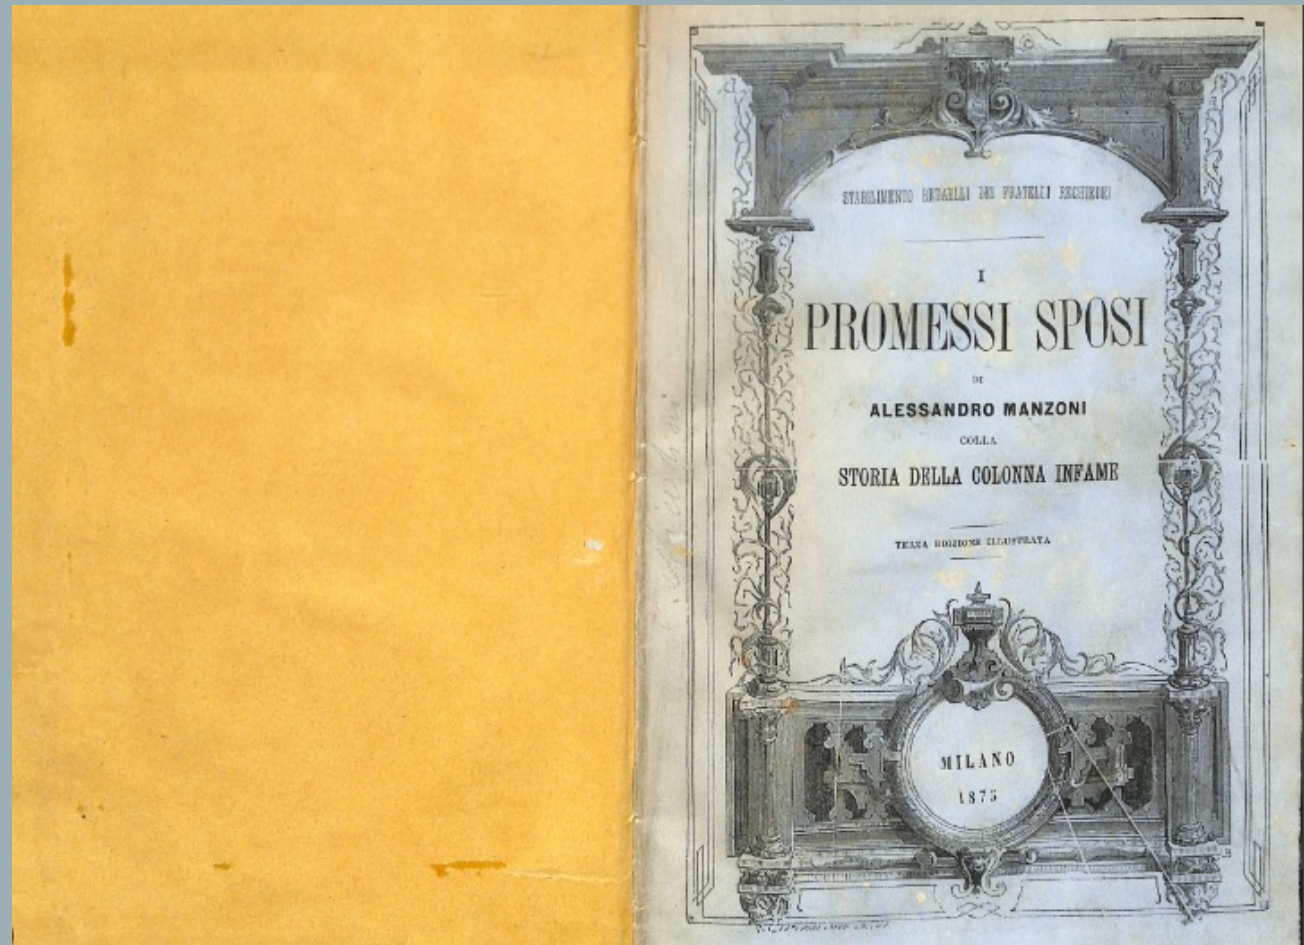 STABILIMENTO REDAELLI DEI FRATELLI RECHIEDEI
I
PROMESSI SPOSI
DI
ALESSANDRO MANZONI
COLLA
STORIA DELLA COLONNA INFAME
TERZA EDIZIONE ILLUSTRATA
MILANO
1875